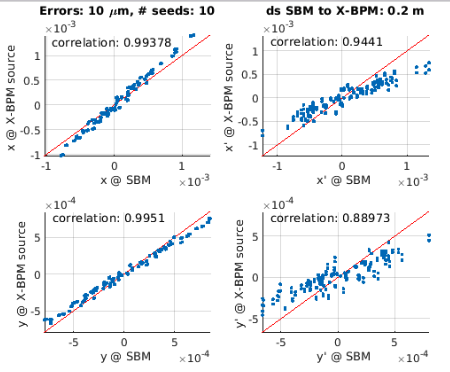 Errors: 10 μm, # seeds: 10
ds SBM to X-BPM: 0.2 m
×10⁻³
correlation: 0.99378
x @ X-BPM source
1
0.5
0
-0.5
-1
-1 0 1
x @ SBM
×10⁻³
×10⁻³
correlation: 0.9441
x' @ X-BPM source
1
0
-1
-1 0 1
x' @ SBM
×10⁻³
×10⁻⁴
correlation: 0.9951
y @ X-BPM source
5
0
-5
-5 0 5
y @ SBM
×10⁻⁴
×10⁻⁴
correlation: 0.88973
y' @ X-BPM source
5
0
-5
-5 0 5
y' @ SBM
×10⁻⁴